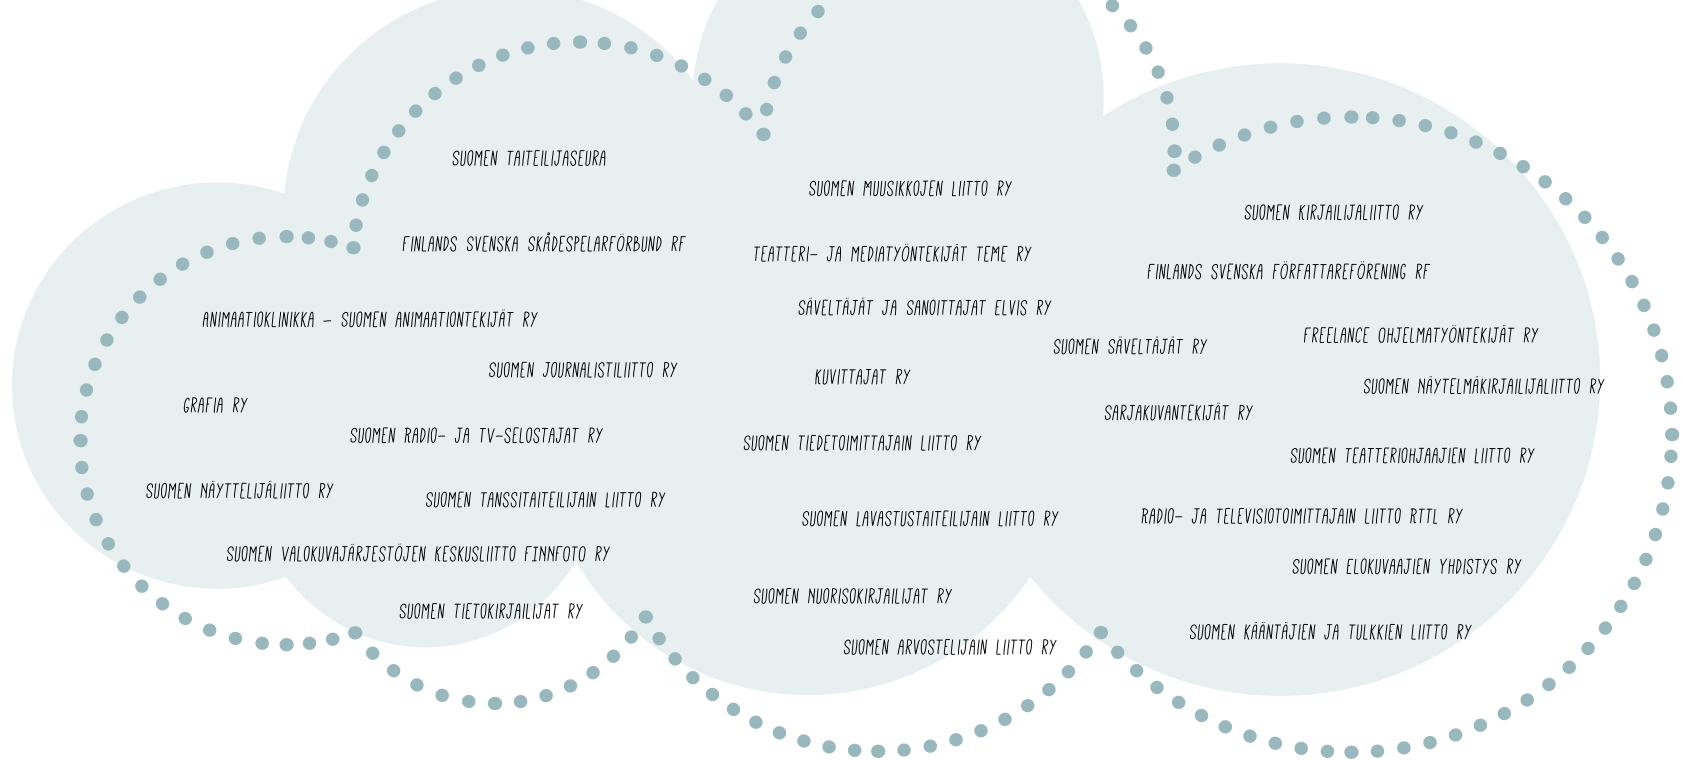 SUOMEN TAITEILIJASEURA
SUOMEN MUUSIKKOJEN LIITTO RY
SUOMEN KIRJAILIJALIITTO RY
FINLANDS SVENSKA SKÅDESPELARFÖRBUND RF
TEATTERI- JA MEDIATYÖNTEKIJÄT TEME RY
FINLANDS SVENSKA FÖRFATTAREFÖRENING RF
SÄVELTÄJÄT JA SANOITTAJAT ELVIS RY
ANIMAATIOKLINIKKA – SUOMEN ANIMAATIONTEKIJÄT RY
FREELANCE OHJELMATYÖNTEKIJÄT RY
SUOMEN SÄVELTÄJÄT RY
SUOMEN JOURNALISTILIITTO RY
KUVITTAJAT RY
SUOMEN NÄYTELMÄKIRJAILIJALIITTO RY
GRAFIA RY
SARJAKUVANTEKIJÄT RY
SUOMEN RADIO- JA TV-SELOSTAJAT RY
SUOMEN TIEDETOIMITTAJAIN LIITTO RY
SUOMEN TEATTERIOHJAAJIEN LIITTO RY
SUOMEN NÄYTTELIJÄLIITTO RY
SUOMEN TANSSITAITEILIJAIN LIITTO RY
SUOMEN LAVASTUSTAITEILIJAIN LIITTO RY
RADIO- JA TELEVISIOTOIMITTAJAIN LIITTO RTTL RY
SUOMEN VALOKUVAJÄRJESTÖJEN KESKUSLIITTO FINNFOTO RY
SUOMEN ELOKUVAAJIEN YHDISTYS RY
SUOMEN NUORISOKIRJAILIJAT RY
SUOMEN TIETOKIRJAILIJAT RY
SUOMEN KÄÄNTÄJIEN JA TULKKIEN LIITTO RY
SUOMEN ARVOSTELIJAIN LIITTO RY